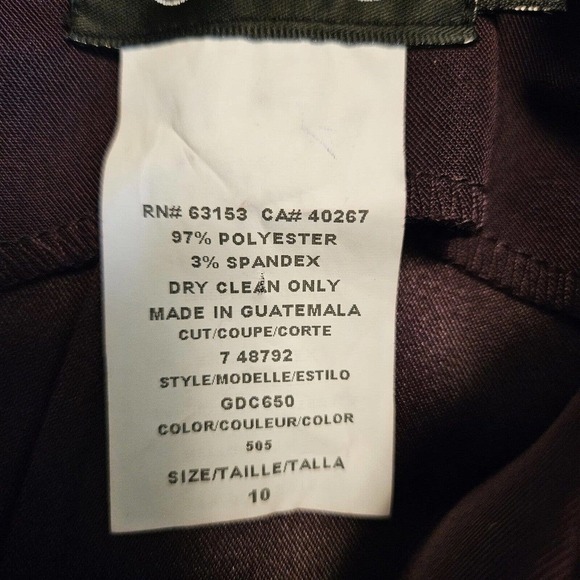 RN# 63153 CA# 40267
97% POLYESTER
3% SPANDEX
DRY CLEAN ONLY
MADE IN GUATEMALA
CUT/COUPE/CORTE
7 48792
STYLE/MODELLE/ESTILO
GDC650
COLOR/COULEUR/COLOR
505
SIZE/TAILLE/TALLA
10